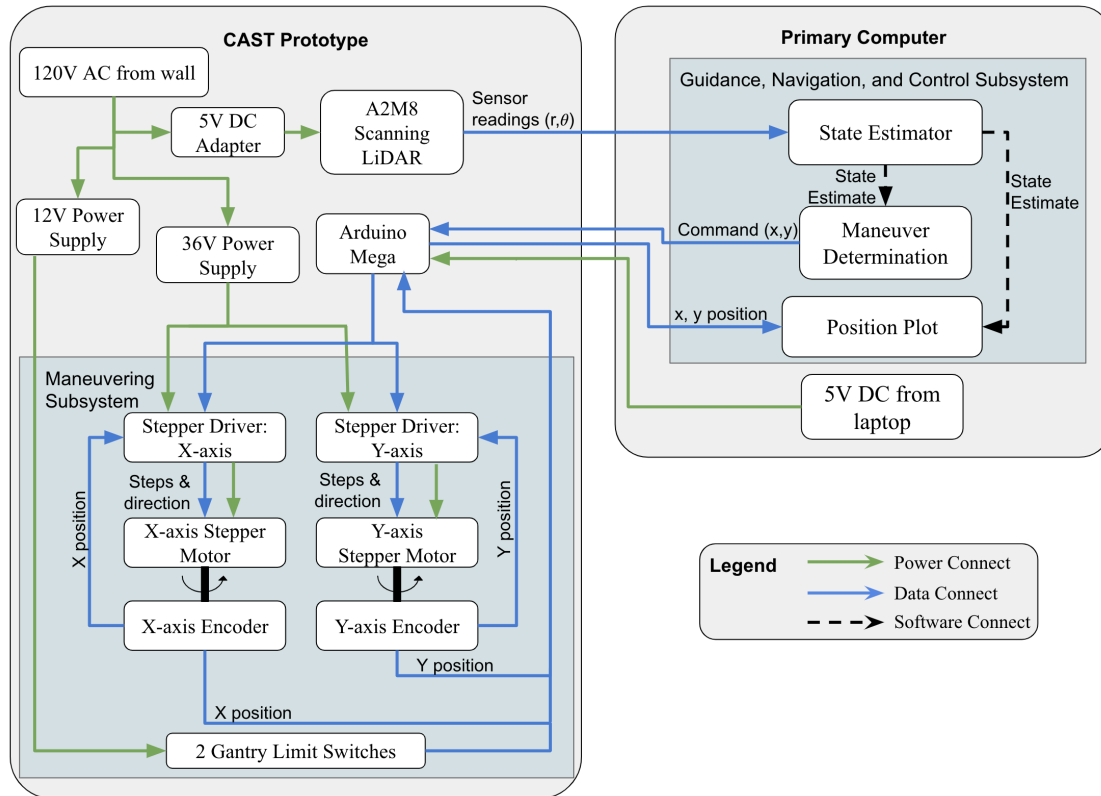 CAST Prototype
120V AC from wall
5V DC
Adapter
A2M8
Scanning
LiDAR
Sensor
readings (r,θ)
12V Power
Supply
36V Power
Supply
Arduino
Mega
Primary Computer
Guidance, Navigation, and Control Subsystem
State Estimator
State
Estimate
State
Estimate
Command (x,y)
Maneuver
Determination
x, y position
Position Plot
5V DC from
laptop
Maneuvering
Subsystem
Stepper Driver:
X-axis
Stepper Driver:
Y-axis
Steps &
direction
Steps &
direction
X position
Y position
X-axis Stepper
Motor
Y-axis
Stepper Motor
X-axis Encoder
Y-axis Encoder
Y position
X position
2 Gantry Limit Switches
Legend
Power Connect
Data Connect
Software Connect